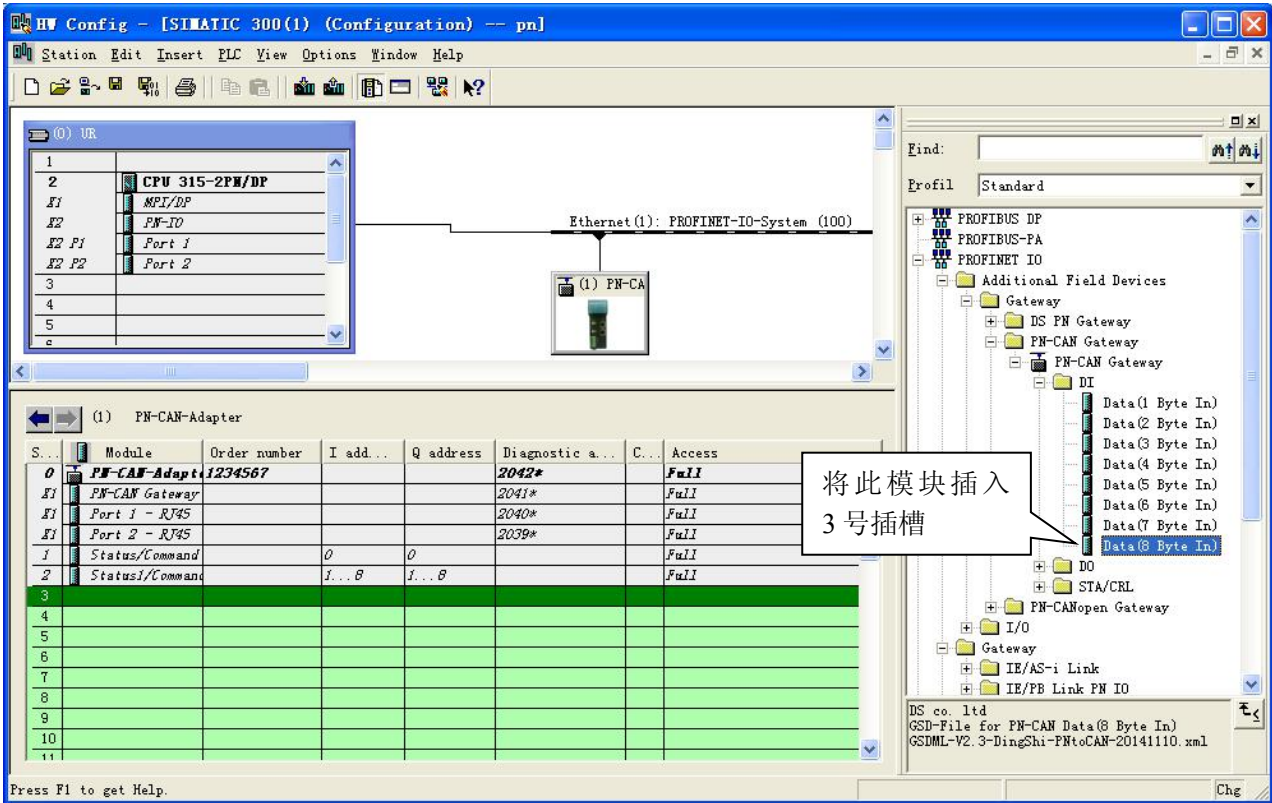 HW Config - [SIMATIC 300(1) (Configuration) -- pn]
Station Edit Insert PLC View Options Window Help
(0) UR
1
2 CPU 315-2PN/DP
X1 MPI/DP
X2 PN-IO
X2 P1 Port 1
X2 P2 Port 2
3
4
5
Ethernet(1): PROFINET-IO-System (100)
(1) PN-CA
(1) PN-CAN-Adapter
S... Module Order number I add... Q address Diagnostic a... C... Access
0 PN-CAN-Adapt 1234567 2042* Full
X1 PN-CAN Gateway 2041* Full
X1 Port 1 - RJ45 2040* Full
X1 Port 2 - RJ45 2039* Full
1 Status/Command 0 0 Full
2 Status1/Command 1...8 1...8 Full
3
4
5
6
7
8
9
10
11
Find:
Profil Standard
PROFIBUS DP
PROFIBUS-PA
PROFINET IO
Additional Field Devices
Gateway
DS PN Gateway
PN-CAN Gateway
PN-CAN Gateway
DI
Data(1 Byte In)
Data(2 Byte In)
Data(3 Byte In)
Data(4 Byte In)
Data(5 Byte In)
Data(6 Byte In)
Data(7 Byte In)
Data(8 Byte In)
DO
STA/CRL
PN-CANopen Gateway
I/O
Gateway
IE/AS-i Link
IE/PB Link PN IO
将此模块插入
3号插槽
DS co. ltd
GSD-File for PN-CAN Data(8 Byte In)
GSDML-V2.3-DingShi-PNtoCAN-20141110.xml
Press F1 to get Help.
Chg